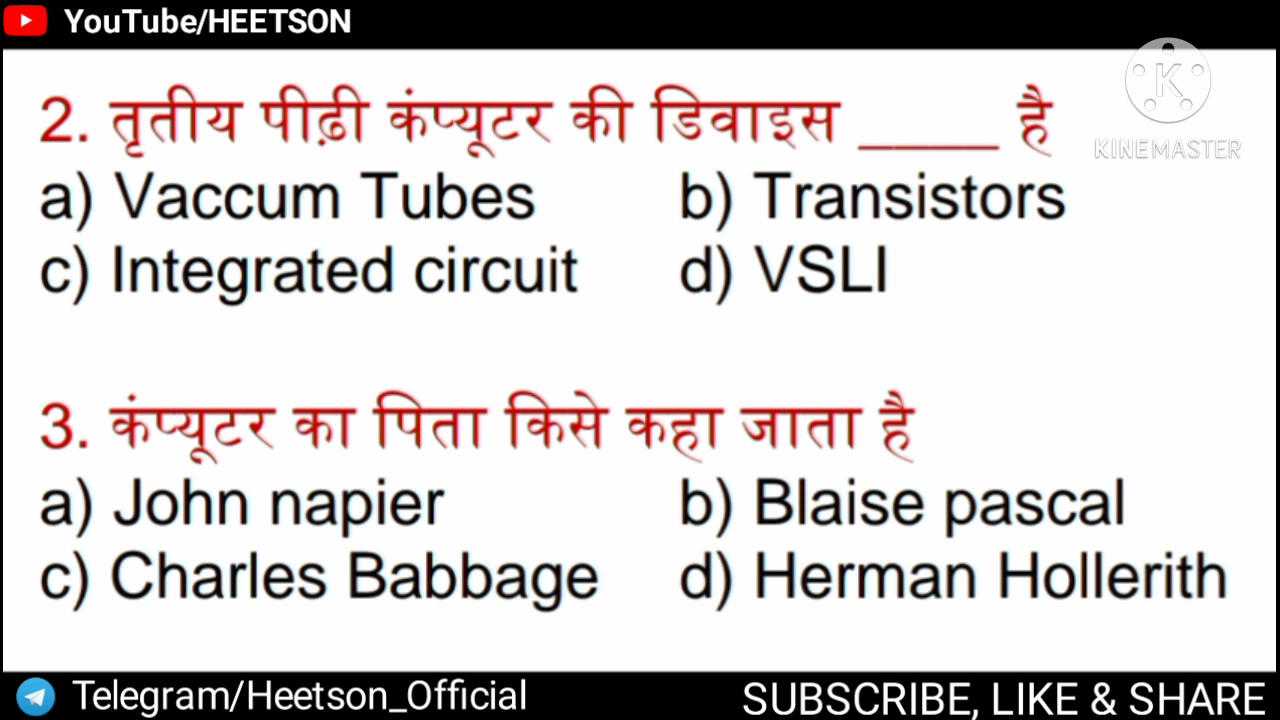 YouTube/HEETSON
K
KINEMASTER
2. तृतीय पीढ़ी कंप्यूटर की डिवाइस ____ है
a) Vaccum Tubes b) Transistors
c) Integrated circuit d) VSLI
3. कंप्यूटर का पिता किसे कहा जाता है
a) John napier b) Blaise pascal
c) Charles Babbage d) Herman Hollerith
Telegram/Heetson_Official SUBSCRIBE, LIKE & SHARE